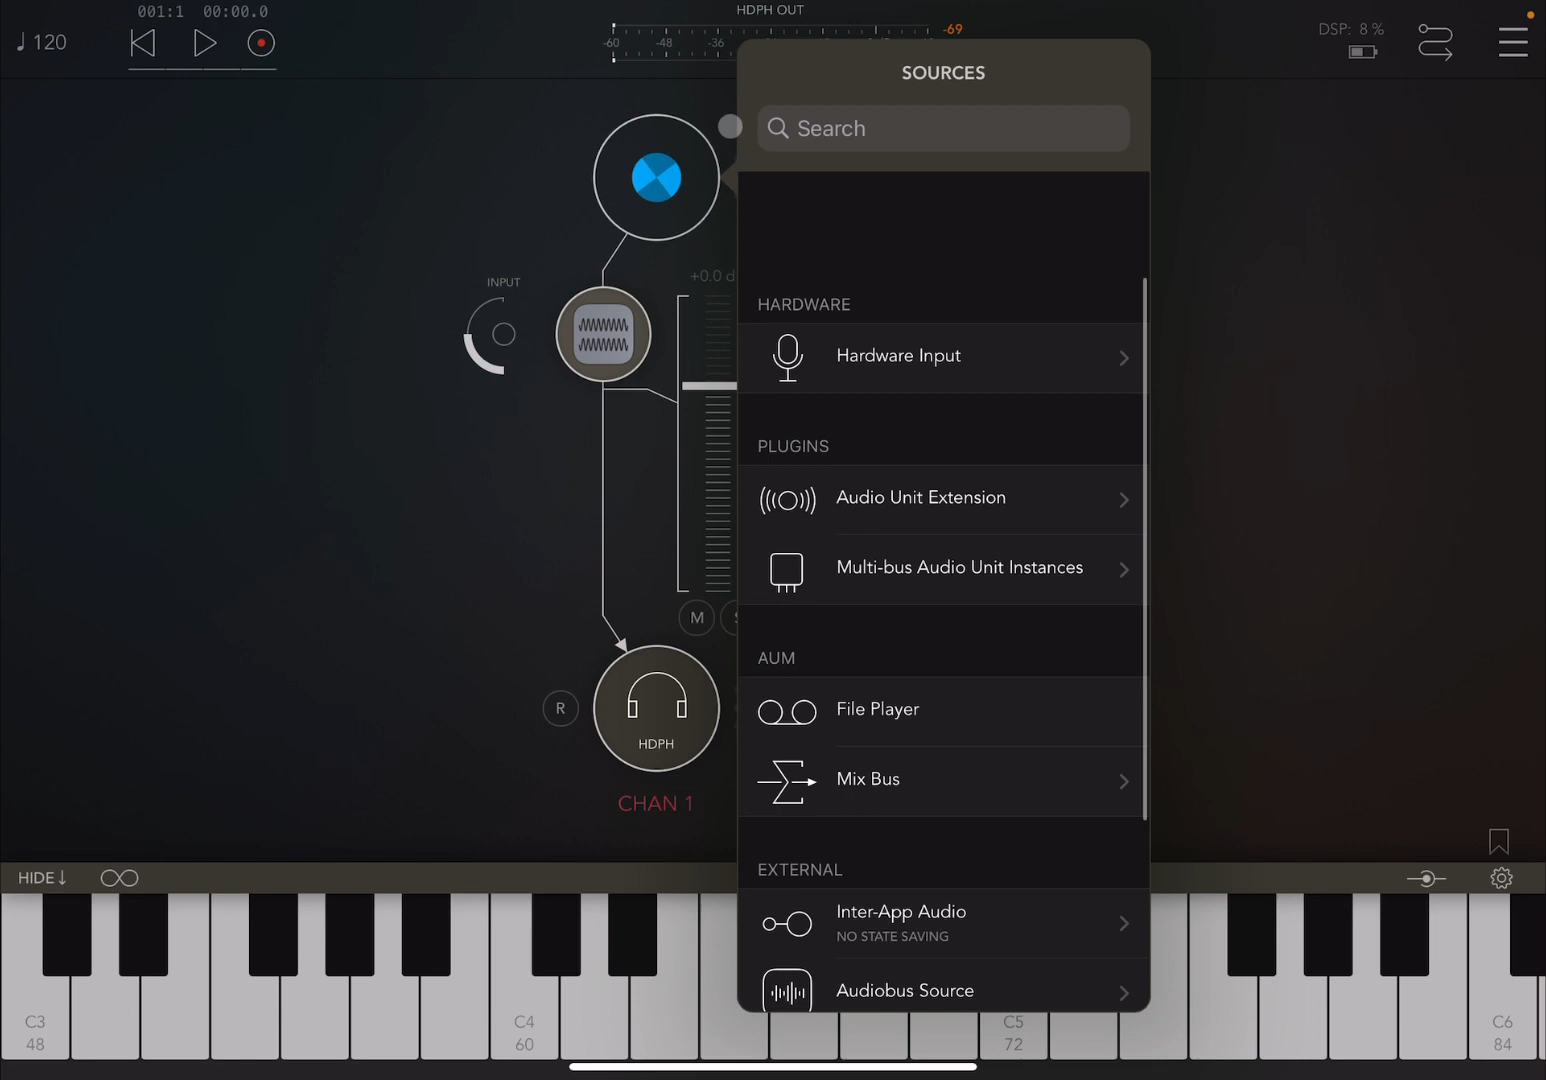 001:1 00:00.0
HDPH OUT
♩ 120
-69
-60 -48 -36
DSP: 8 %
SOURCES
Search
+0.0 d
INPUT
HARDWARE
Hardware Input
PLUGINS
Audio Unit Extension
Multi-bus Audio Unit Instances
M
AUM
File Player
R
HDPH
Mix Bus
CHAN 1
EXTERNAL
HIDE↓
Inter-App Audio
NO STATE SAVING
Audiobus Source
C3 C4 C5 C6
48 60 72 84